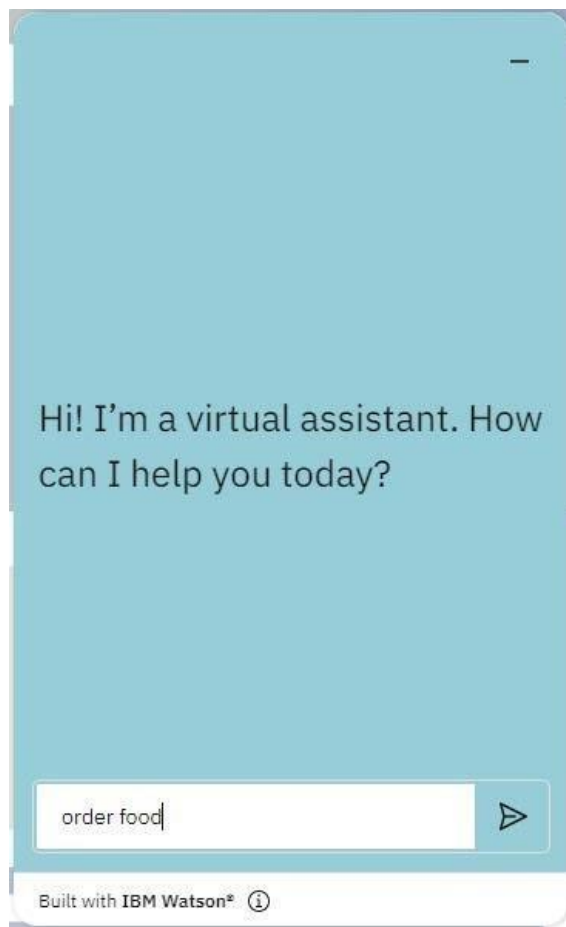 Hi! I’m a virtual assistant. How
can I help you today?
order food
Built with IBM Watson®